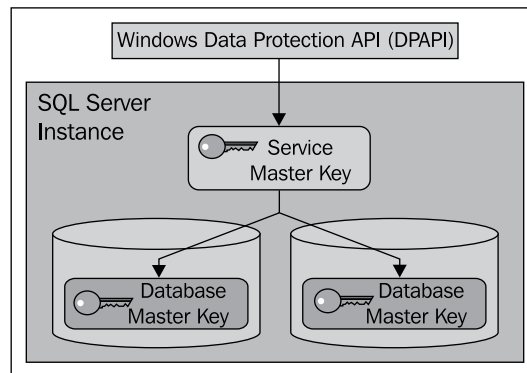 Windows Data Protection API (DPAPI)
SQL Server
Instance
Service
Master Key
Database
Master Key
Database
Master Key